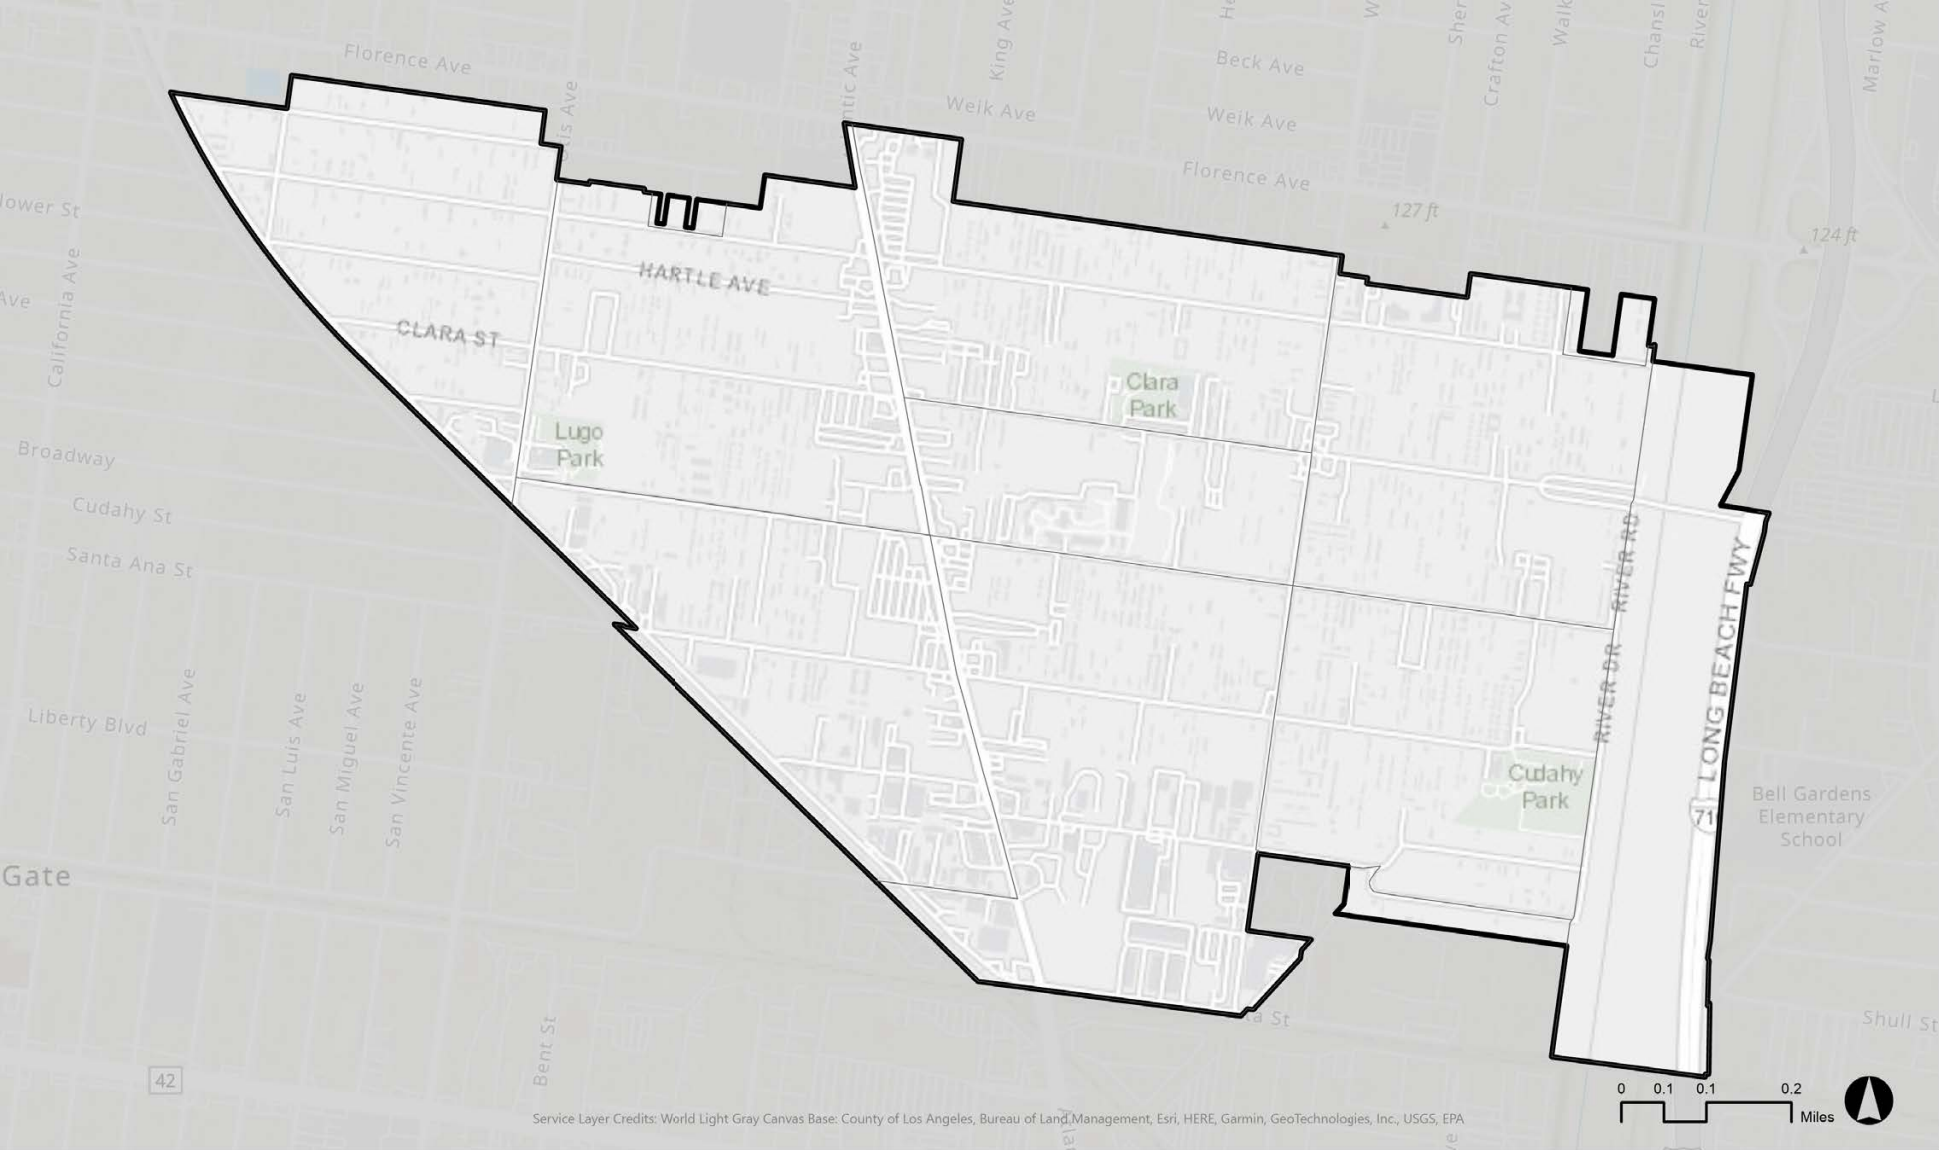 Florence Ave
King Ave
Beck Ave
Crafton Av
Weik Ave
Weik Ave
Florence Ave
127 ft
124 ft
lower St
California Ave
Ave
HARTLE AVE
CLARA ST
Clara
Park
Lugo
Park
Broadway
Cudahy St
Santa Ana St
RIVER RD
RIVER DR
LONG BEACH FWY
710
Liberty Blvd
San Gabriel Ave
San Luis Ave
San Miguel Ave
San Vincente Ave
Cudahy
Park
Bell Gardens
Elementary
School
Gate
Bent St
ta St
Shull St
42
0 0.1 0.1 0.2
Miles
Service Layer Credits: World Light Gray Canvas Base: County of Los Angeles, Bureau of Land Management, Esri, HERE, Garmin, GeoTechnologies, Inc., USGS, EPA